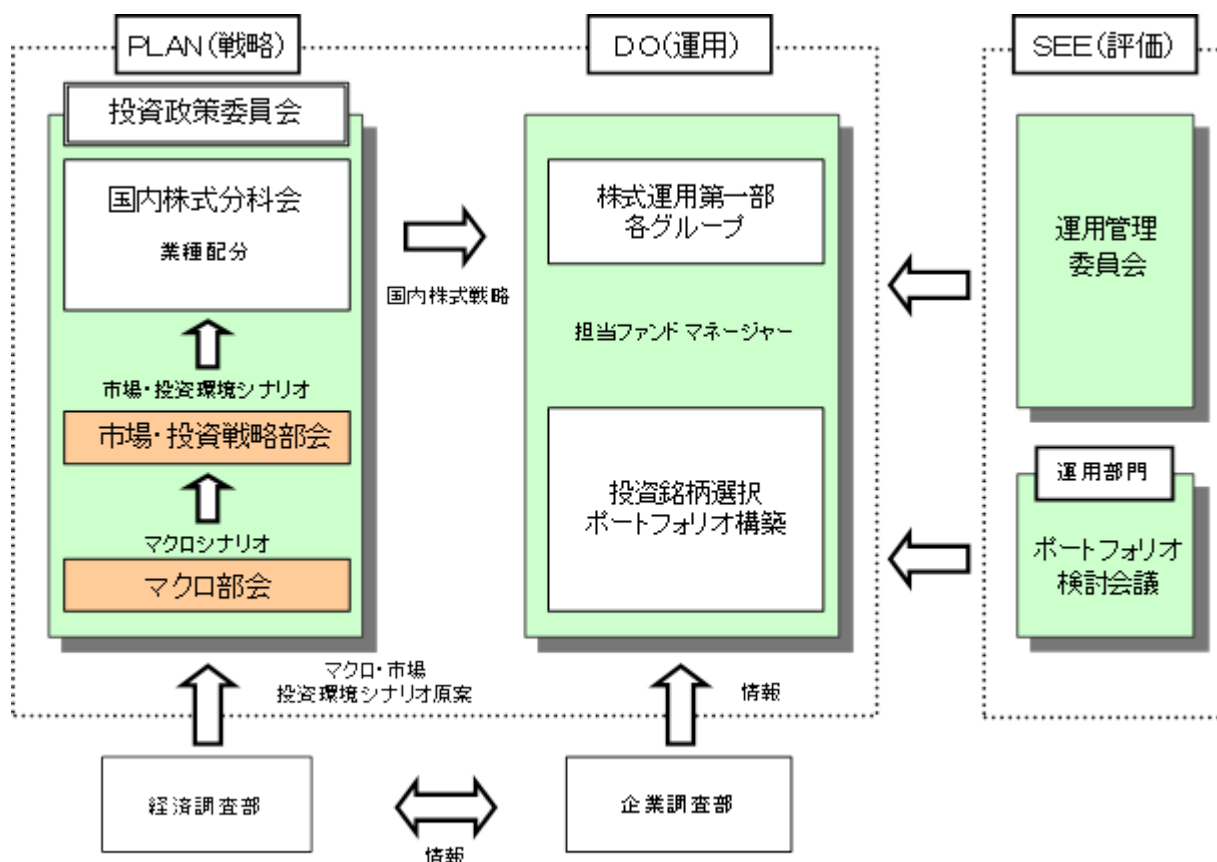 PLAN(戦略)
投資政策委員会
国内株式分科会
業種配分
市場・投資環境シナリオ
市場・投資戦略部会
マクロシナリオ
マクロ部会
国内株式戦略
DO(運用)
株式運用第一部
各グループ
担当ファンドマネージャー
投資銘柄選択
ポートフォリオ構築
SEE(評価)
運用管理
委員会
運用部門
ポートフォリオ
検討会議
マクロ・市場
投資環境シナリオ原案
情報
経済調査部
情報
企業調査部